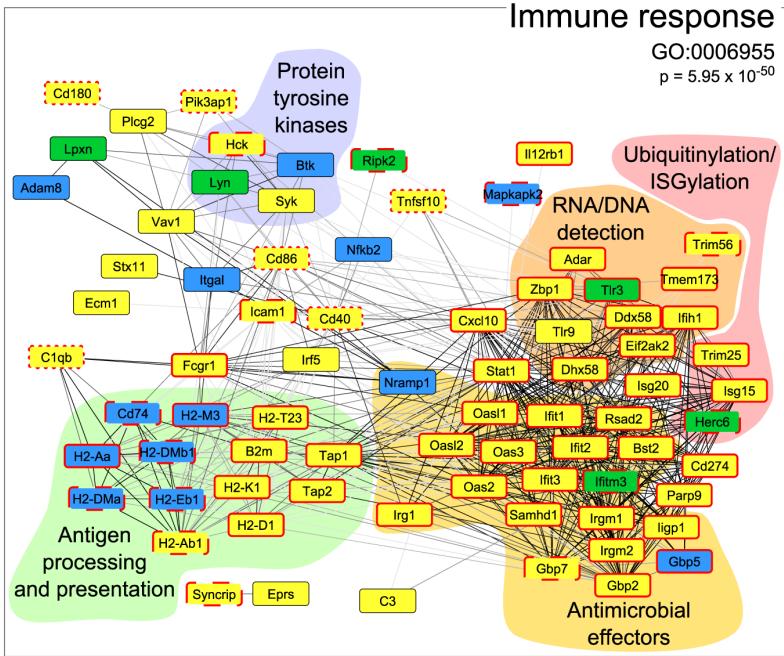 Immune response
GO:0006955
p = 5.95 x 10-50
Protein
tyrosine
kinases
Cd180
Pik3ap1
Plcg2
Hck
Lpxn
Btk
Ripk2
Il12rb1
Ubiquitinylation/
ISGylation
Adam8
Lyn
Syk
Tnfsf10
Mapkapk2
RNA/DNA
detection
Vav1
Nfkb2
Trim56
Stx11
Cd86
Adar
Itgal
Tmem173
Zbp1
Tlr3
Ecm1
Icam1
Cd40
Cxcl10
Ddx58
Ifih1
Tlr9
Eif2ak2
C1qb
Fcgr1
Irf5
Trim25
Stat1
Dhx58
Nramp1
Isg20
Isg15
Cd74
H2-M3
H2-T23
Oasl1
Ifit1
Rsad2
Herc6
H2-Aa
H2-DMb1
B2m
Tap1
Oasl2
Oas3
Ifit2
Bst2
Cd274
H2-DMa
H2-Eb1
H2-K1
Tap2
Oas2
Ifit3
Ifitm3
Parp9
Irg1
Samhd1
Irgm1
Iigp1
H2-D1
H2-Ab1
Antigen
processing
and presentation
Irgm2
Gbp7
Gbp5
Gbp2
Syncrip
Eprs
C3
Antimicrobial
effectors